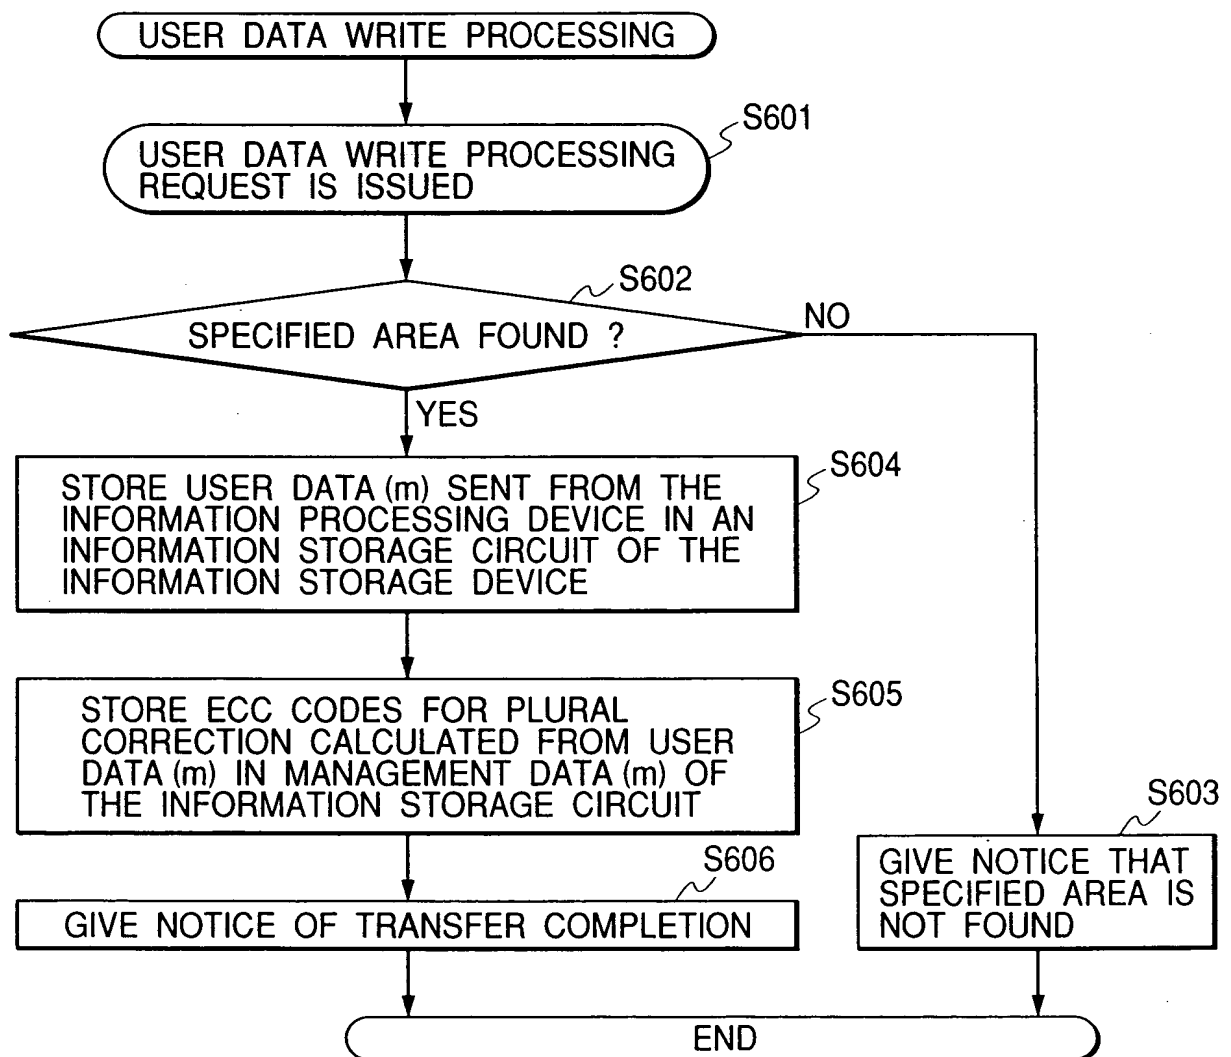 USER DATA WRITE PROCESSING
S601
USER DATA WRITE PROCESSING
REQUEST IS ISSUED
S602
SPECIFIED AREA FOUND ?
NO
YES
S604
STORE USER DATA (m) SENT FROM THE
INFORMATION PROCESSING DEVICE IN AN
INFORMATION STORAGE CIRCUIT OF THE
INFORMATION STORAGE DEVICE
S605
STORE ECC CODES FOR PLURAL
CORRECTION CALCULATED FROM USER
DATA (m) IN MANAGEMENT DATA (m) OF
THE INFORMATION STORAGE CIRCUIT
S603
GIVE NOTICE THAT
SPECIFIED AREA IS
NOT FOUND
S606
GIVE NOTICE OF TRANSFER COMPLETION
END